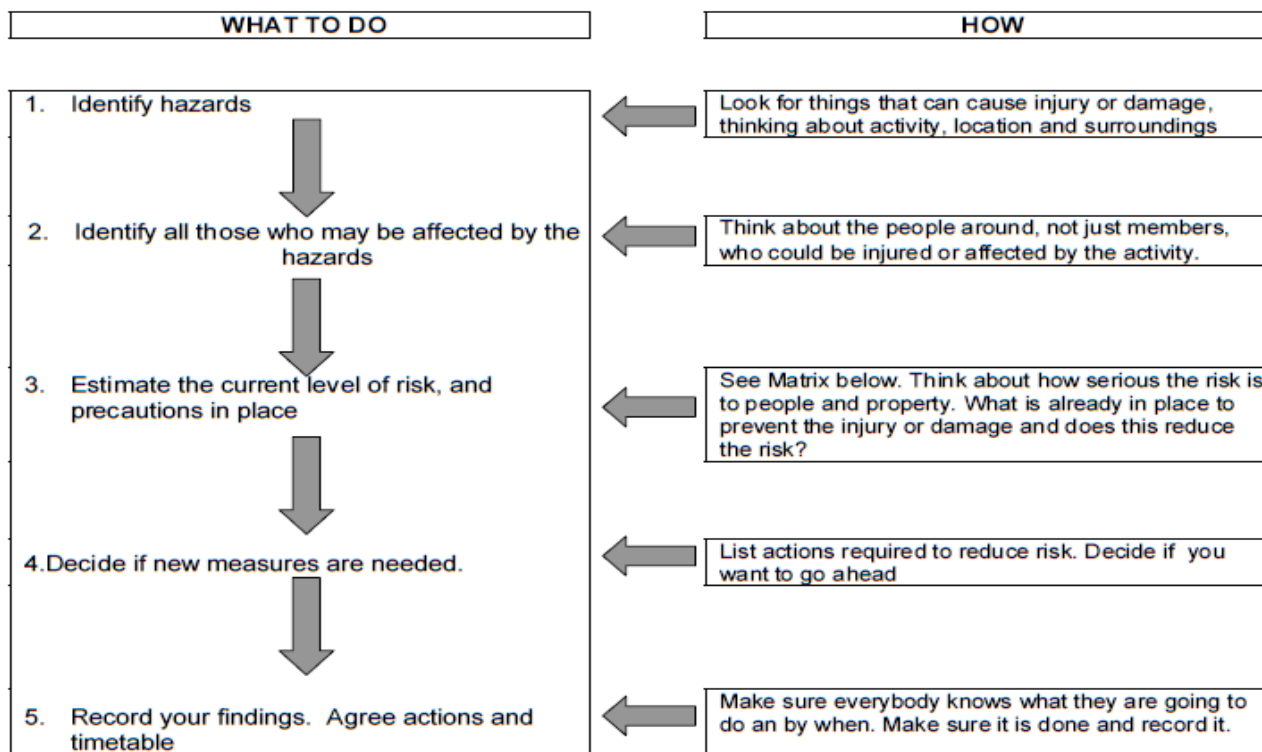 WHAT TO DO
HOW
1. Identify hazards
Look for things that can cause injury or damage,
thinking about activity, location and surroundings
2. Identify all those who may be affected by the
hazards
Think about the people around, not just members,
who could be injured or affected by the activity.
3. Estimate the current level of risk, and
precautions in place
See Matrix below. Think about how serious the risk is
to people and property. What is already in place to
prevent the injury or damage and does this reduce
the risk?
4.Decide if new measures are needed.
List actions required to reduce risk. Decide if you
want to go ahead
5. Record your findings. Agree actions and
timetable
Make sure everybody knows what they are going to
do an by when. Make sure it is done and record it.